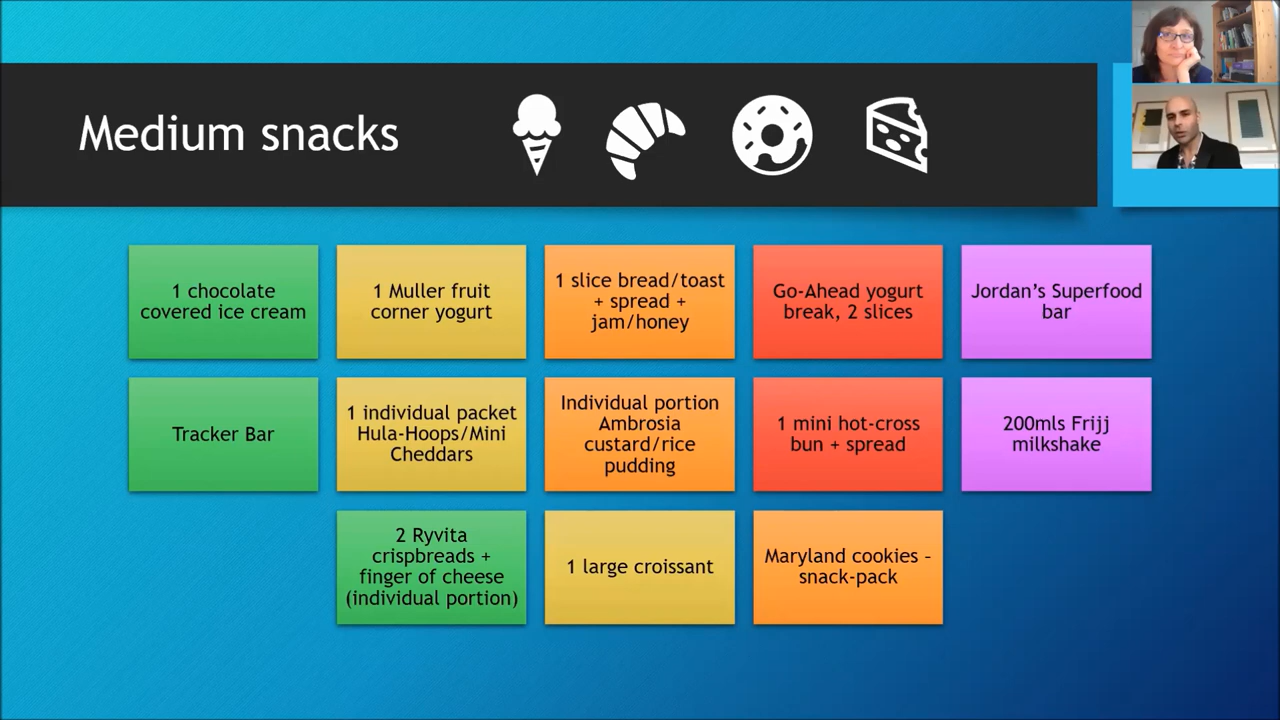 Medium snacks
1 chocolate
covered ice cream
1 Muller fruit
corner yogurt
1 slice bread/toast
+ spread +
jam/honey
Go-Ahead yogurt
break, 2 slices
Jordan’s Superfood
bar
Tracker Bar
1 individual packet
Hula-Hoops/Mini
Cheddars
Individual portion
Ambrosia
custard/rice
pudding
1 mini hot-cross
bun + spread
200mls Frijj
milkshake
2 Ryvita
crispbreads +
finger of cheese
(individual portion)
1 large croissant
Maryland cookies –
snack-pack